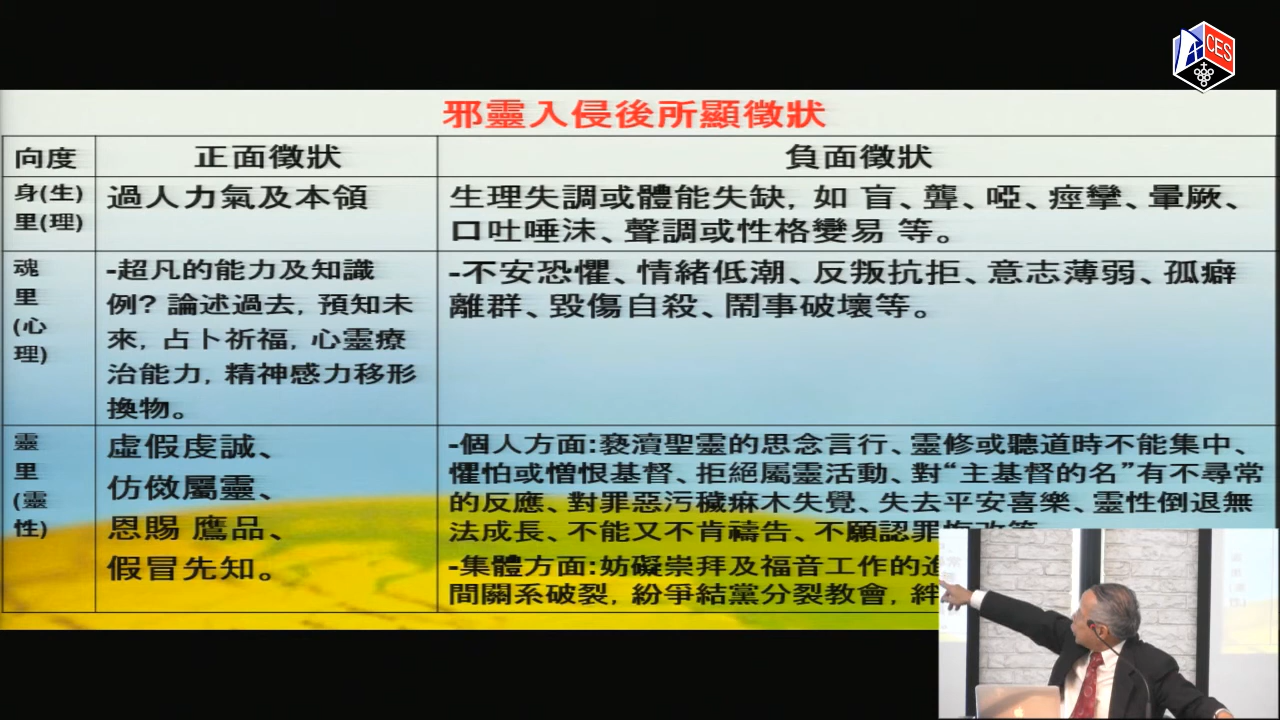 ACES
邪靈入侵後所顯徵狀
向度
正面徵狀
負面徵狀
身(生)
里(理)
過人力氣及本領
生理失調或體能失缺, 如 盲、聾、啞、痙攣、暈厥、
口吐唾沫、聲調或性格變易 等。
魂
里
(心
理)
-超凡的能力及知識
例? 論述過去, 預知未
來, 占卜祈福, 心靈療
治能力, 精神感力移形
換物。
-不安恐懼、情緒低潮、反叛抗拒、意志薄弱、孤癖
離群、毀傷自殺、鬧事破壞等。
靈
里
(靈
性)
虛假虔誠、
仿傚屬靈、
恩賜 鷹品、
假冒先知。
-個人方面:褻瀆聖靈的思念言行、靈修或聽道時不能集中、
懼怕或憎恨基督、拒絕屬靈活動、對“主基督的名”有不尋常
的反應、對罪惡污穢麻木失覺、失去平安喜樂、靈性倒退無
法成長、不能又不肯禱告、不願認罪
-集體方面:妨礙崇拜及福音工作的進
間關系破裂, 紛爭結黨分裂教會, 絆